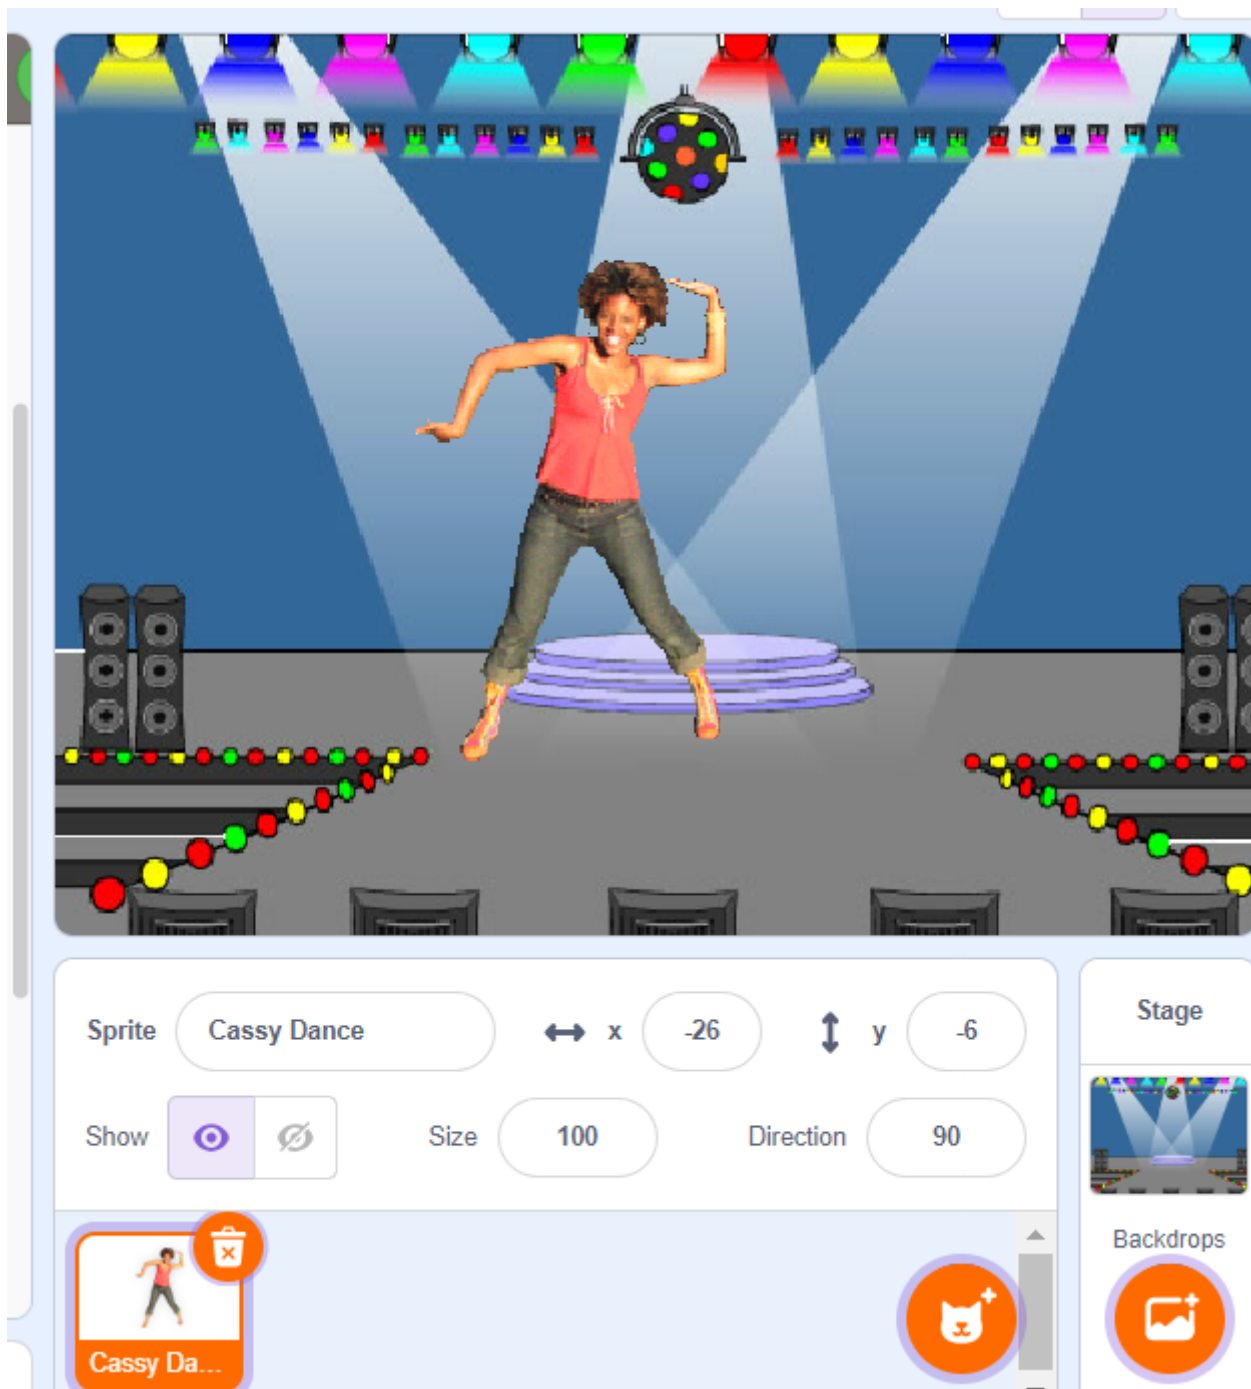 Sprite Cassy Dance x -26 y -6
Show Size 100 Direction 90
Stage
Backdrops
Cassy Da...